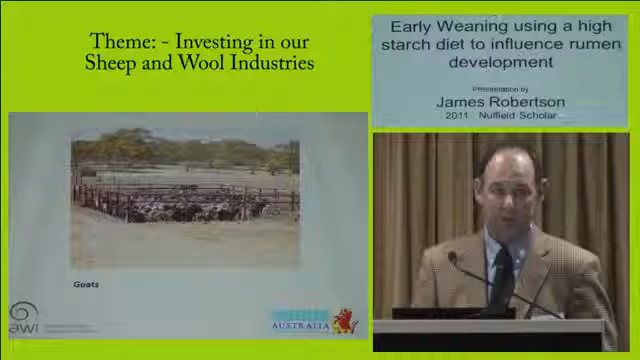 Theme: - Investing in our
Sheep and Wool Industries
Early Weaning using a high
starch diet to influence rumen
development
Presentation by
James Robertson
2011 Nuffield Scholar
Goats
awi
AUSTRALIA